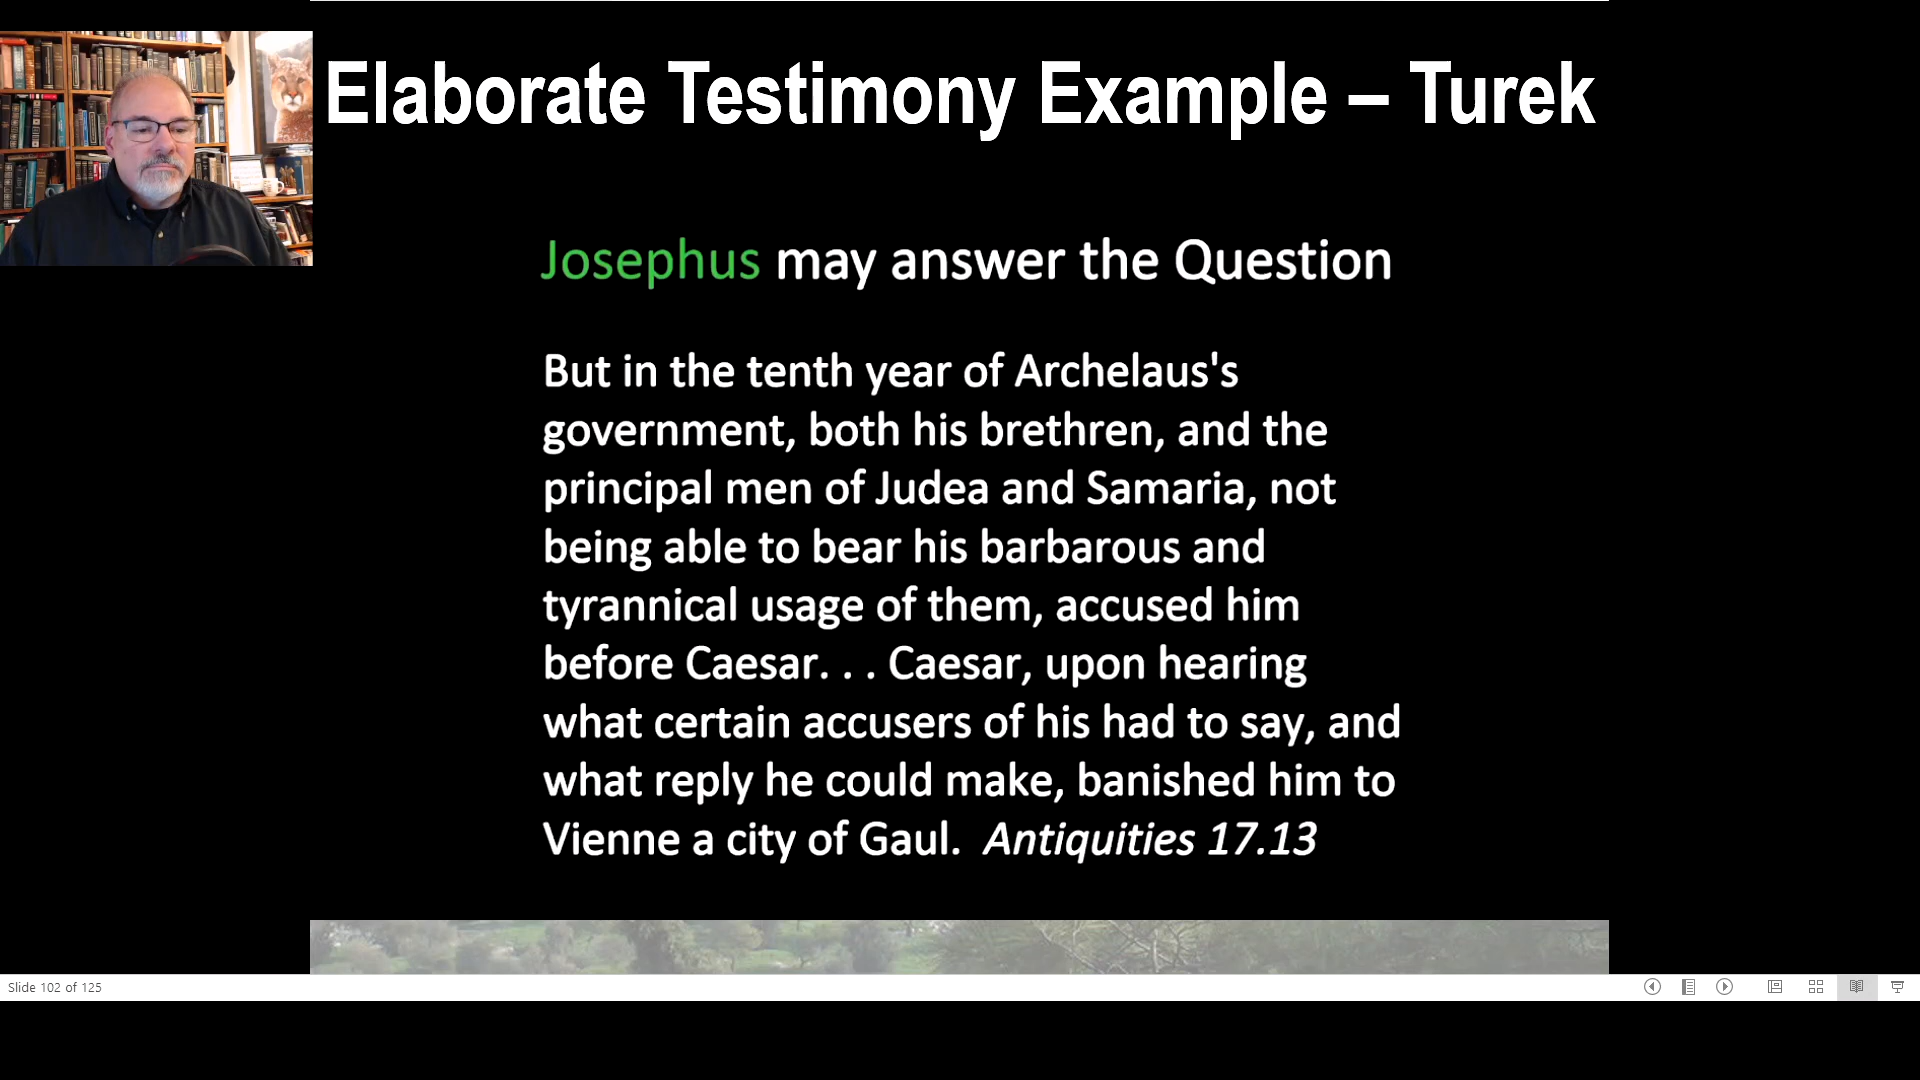 Elaborate Testimony Example – Turek
Josephus may answer the Question
But in the tenth year of Archelaus's
government, both his brethren, and the
principal men of Judea and Samaria, not
being able to bear his barbarous and
tyrannical usage of them, accused him
before Caesar. . . Caesar, upon hearing
what certain accusers of his had to say, and
what reply he could make, banished him to
Vienne a city of Gaul. Antiquities 17.13
Slide 102 of 125